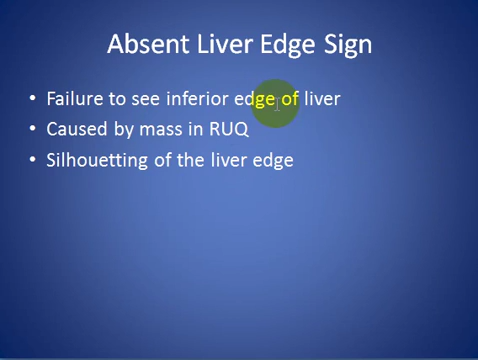 Absent Liver Edge Sign
• Failure to see inferior edge of liver
• Caused by mass in RUQ
• Silhouetting of the liver edge